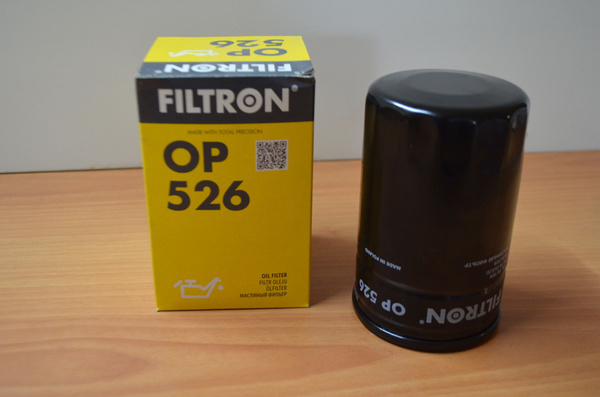 OP
526
FILTRON®
FILTRON®
MADE WITH TOTAL PRECISION
OP
526
OIL FILTER
FILTR OLEJU
ÖLFILTER
МАСЛЯНЫЙ ФИЛЬТР
MADE IN POLAND
OP 526
FILTRON®